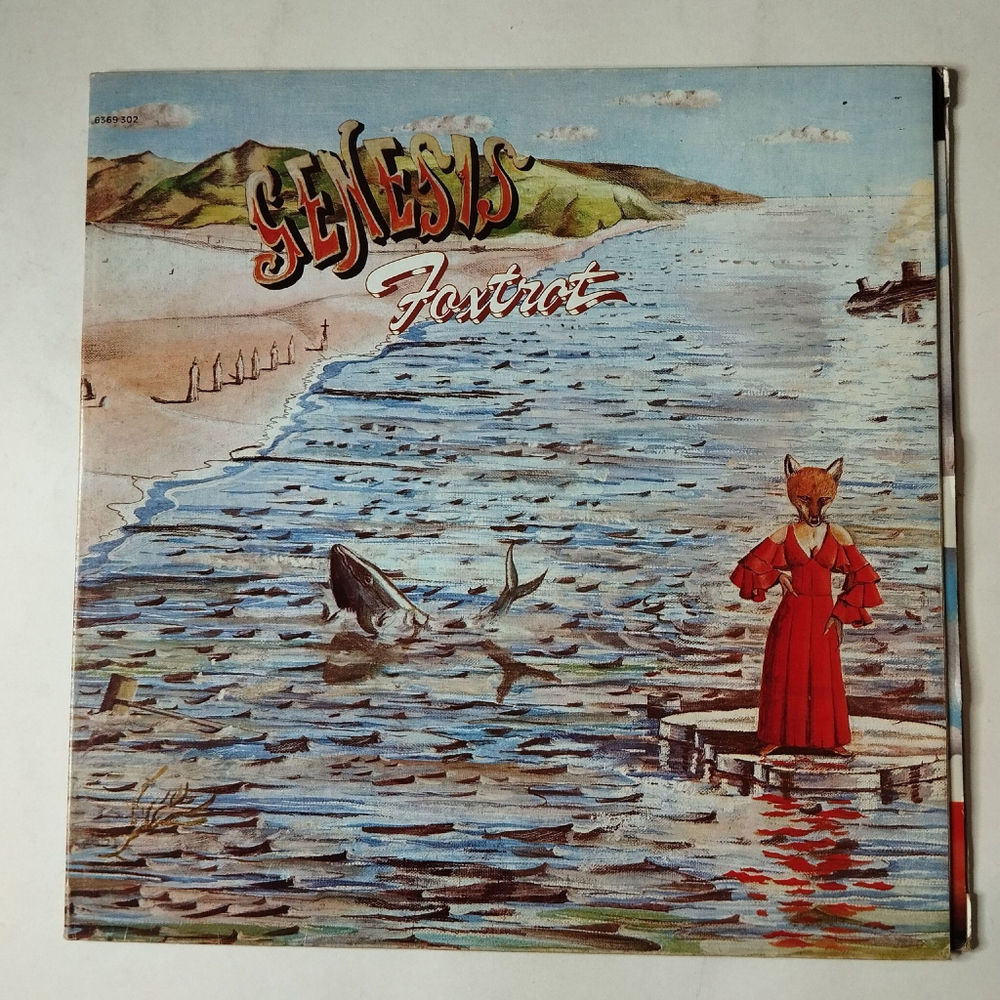 6369 302
GENESIS
Foxtrot